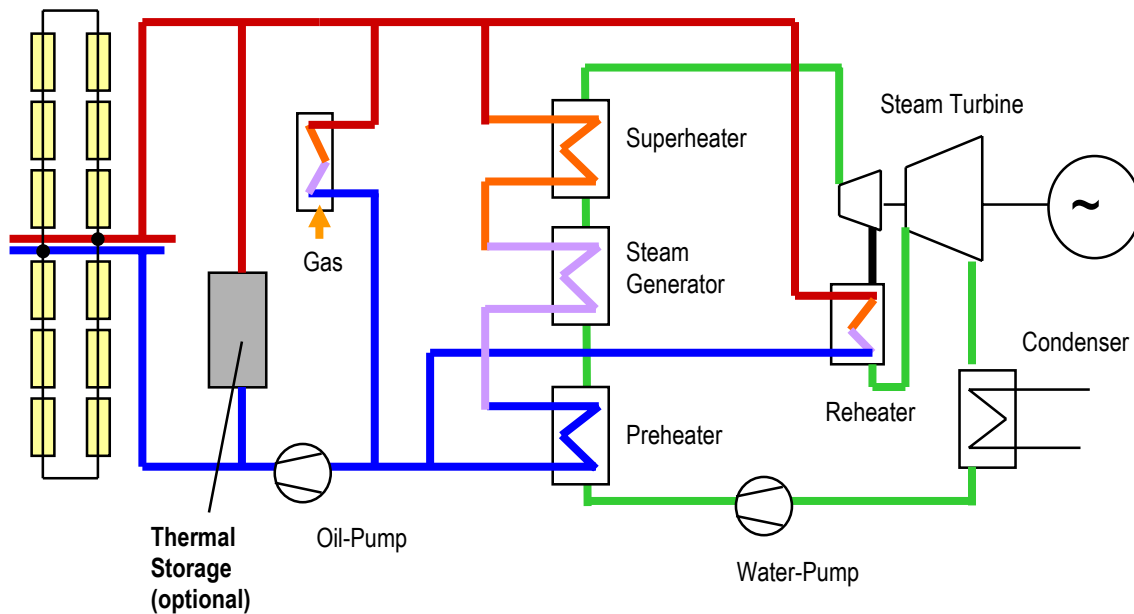 Steam Turbine
Superheater
~
Gas
Steam
Generator
Condenser
Reheater
Preheater
Thermal
Storage
(optional)
Oil-Pump
Water-Pump